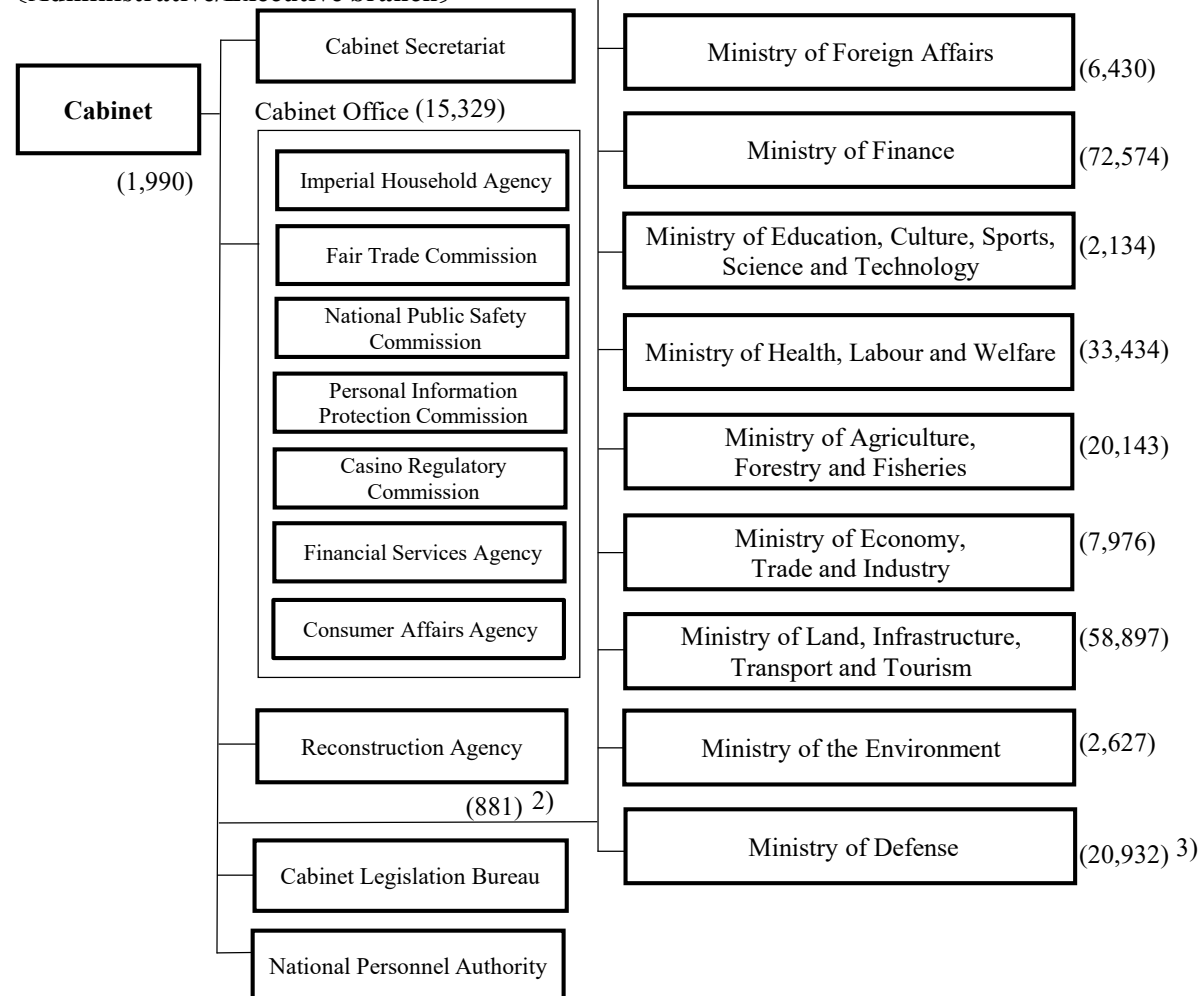 (Administrative/Executive branch)
Cabinet
(1,990)
Cabinet Secretariat
Cabinet Office (15,329)
Imperial Household Agency
Fair Trade Commission
National Public Safety
Commission
Personal Information
Protection Commission
Casino Regulatory
Commission
Financial Services Agency
Consumer Affairs Agency
Reconstruction Agency
(881) 2)
Cabinet Legislation Bureau
National Personnel Authority
Ministry of Foreign Affairs
(6,430)
Ministry of Finance
(72,574)
Ministry of Education, Culture, Sports,
Science and Technology
(2,134)
Ministry of Health, Labour and Welfare
(33,434)
Ministry of Agriculture,
Forestry and Fisheries
(20,143)
Ministry of Economy,
Trade and Industry
(7,976)
Ministry of Land, Infrastructure,
Transport and Tourism
(58,897)
Ministry of the Environment
(2,627)
Ministry of Defense
(20,932) 3)